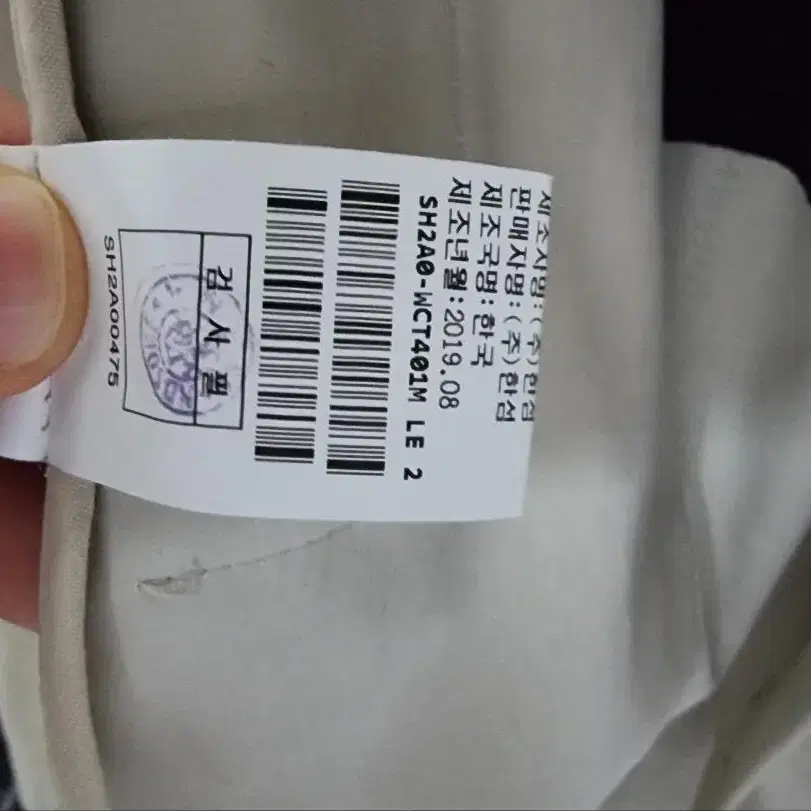 제조자명:(주)한섬
판매자명:(주)한섬
제조국명:한국
제조년월:2019.08
SH2A0-WCT401M LE 2
검사필
SH2A00475